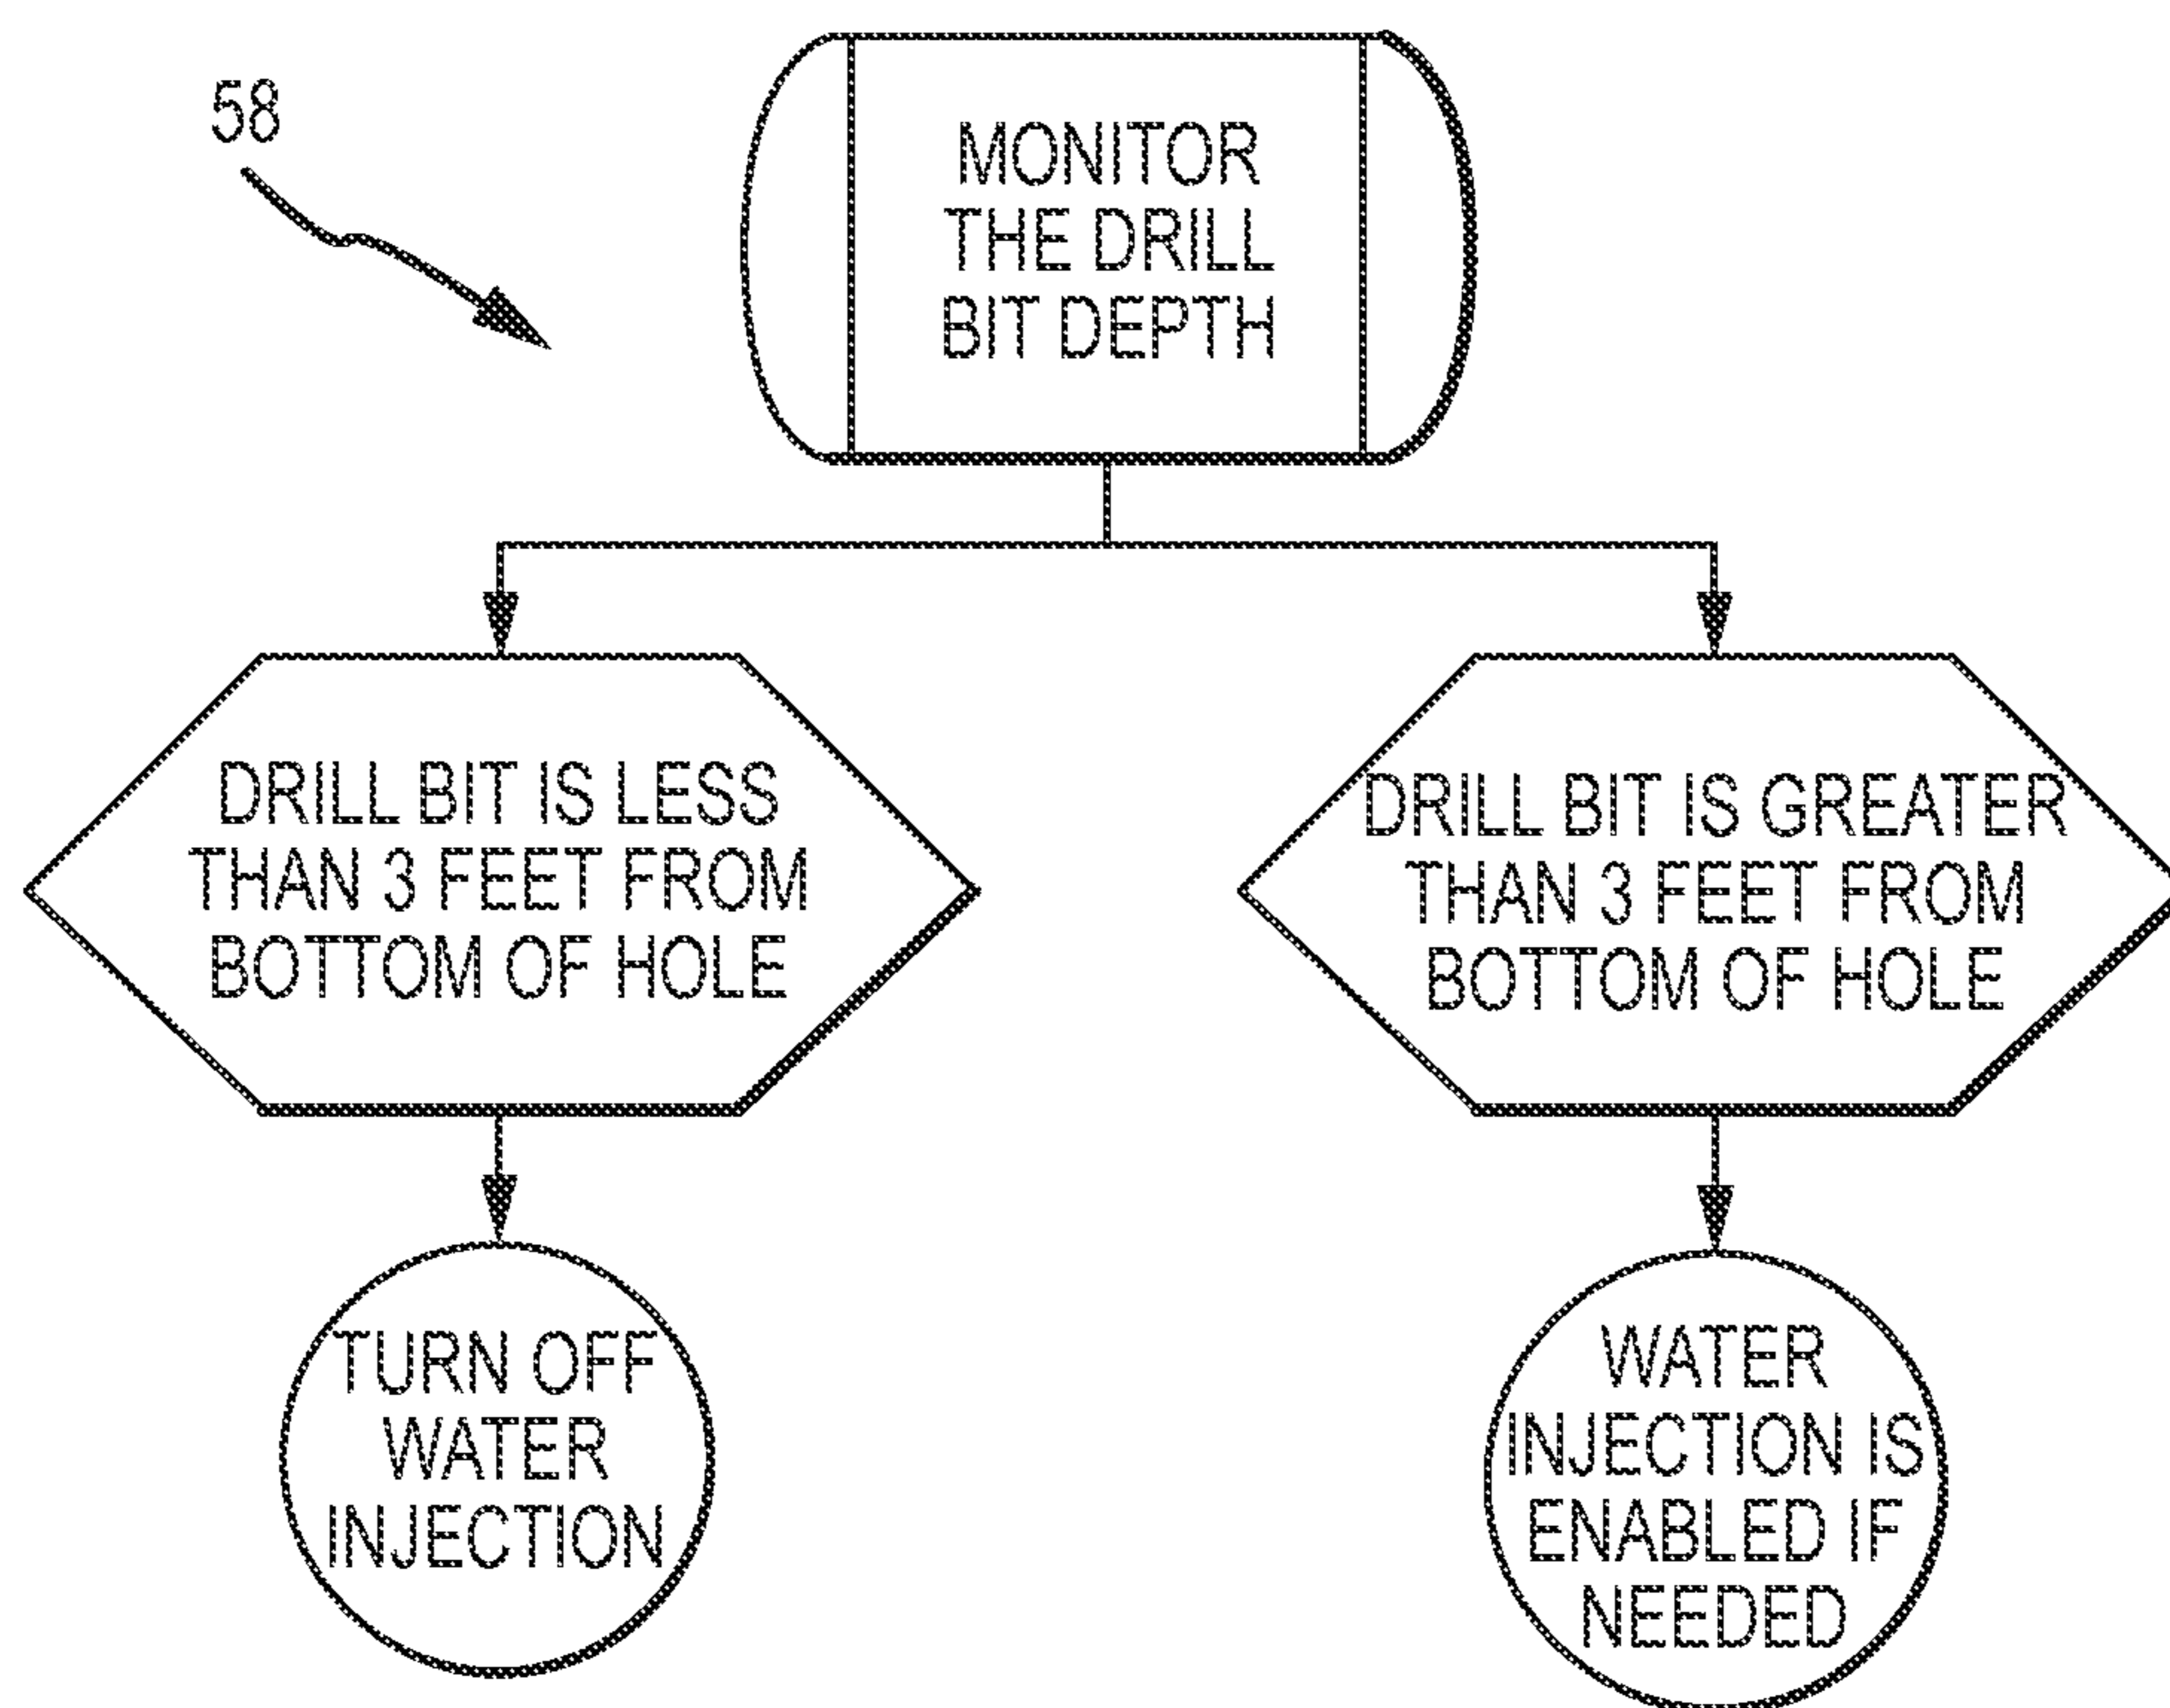 58
MONITOR
THE DRILL
BIT DEPTH
DRILL BIT IS LESS
THAN 3 FEET FROM
BOTTOM OF HOLE
DRILL BIT IS GREATER
THAN 3 FEET FROM
BOTTOM OF HOLE
TURN OFF
WATER
INJECTION
WATER
INJECTION IS
ENABLED IF
NEEDED